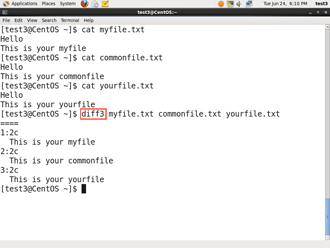 Applications Places System Tue Jun 24, 6:10 PM test3
test3@CentOS:~
File Edit View Search Terminal Help
[test3@CentOS ~]$ cat myfile.txt
Hello
This is your myfile
[test3@CentOS ~]$ cat commonfile.txt
Hello
This is your commonfile
[test3@CentOS ~]$ cat yourfile.txt
Hello
This is your yourfile
[test3@CentOS ~]$ diff3 myfile.txt commonfile.txt yourfile.txt
====
1:2c
  This is your myfile
2:2c
  This is your commonfile
3:2c
  This is your yourfile
[test3@CentOS ~]$